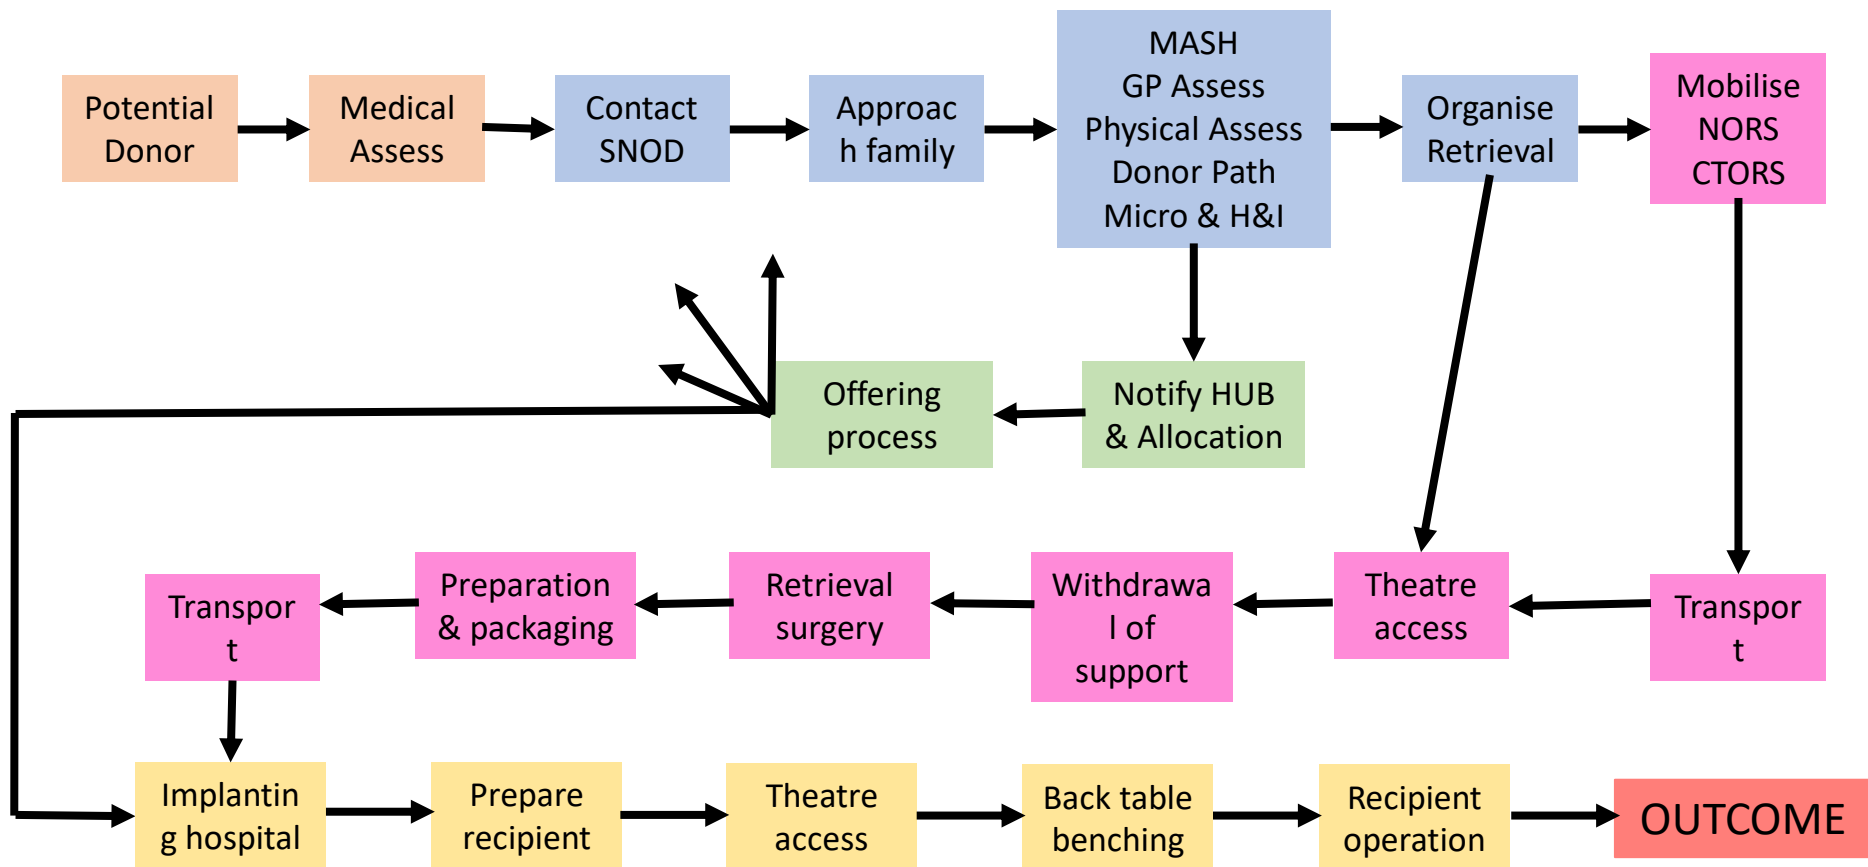 Potential
Donor
Medical
Assess
Contact
SNOD
Approac
h family
MASH
GP Assess
Physical Assess
Donor Path
Micro & H&I
Organise
Retrieval
Mobilise
NORS
CTORS
Offering
process
Notify HUB
& Allocation
Transpor
t
Preparation
& packaging
Retrieval
surgery
Withdrawa
l of
support
Theatre
access
Transpor
t
Implantin
g hospital
Prepare
recipient
Theatre
access
Back table
benching
Recipient
operation
OUTCOME